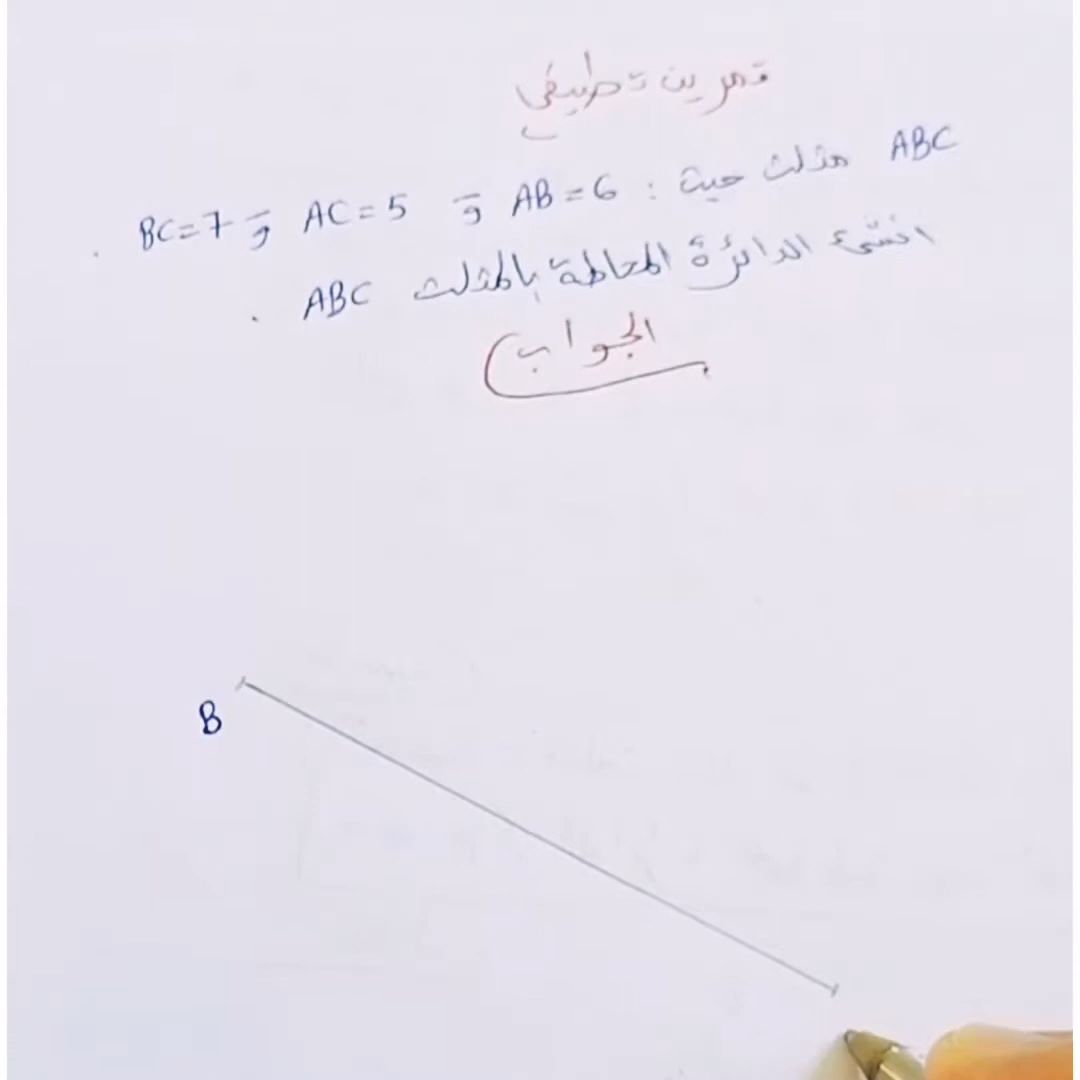 تمرين تطبيقي
ABC مثلث حيث : AB = 6 و AC = 5 و BC = 7 .
انشئ الدائرة المحاطة بالمثلث ABC .
الجواب
B